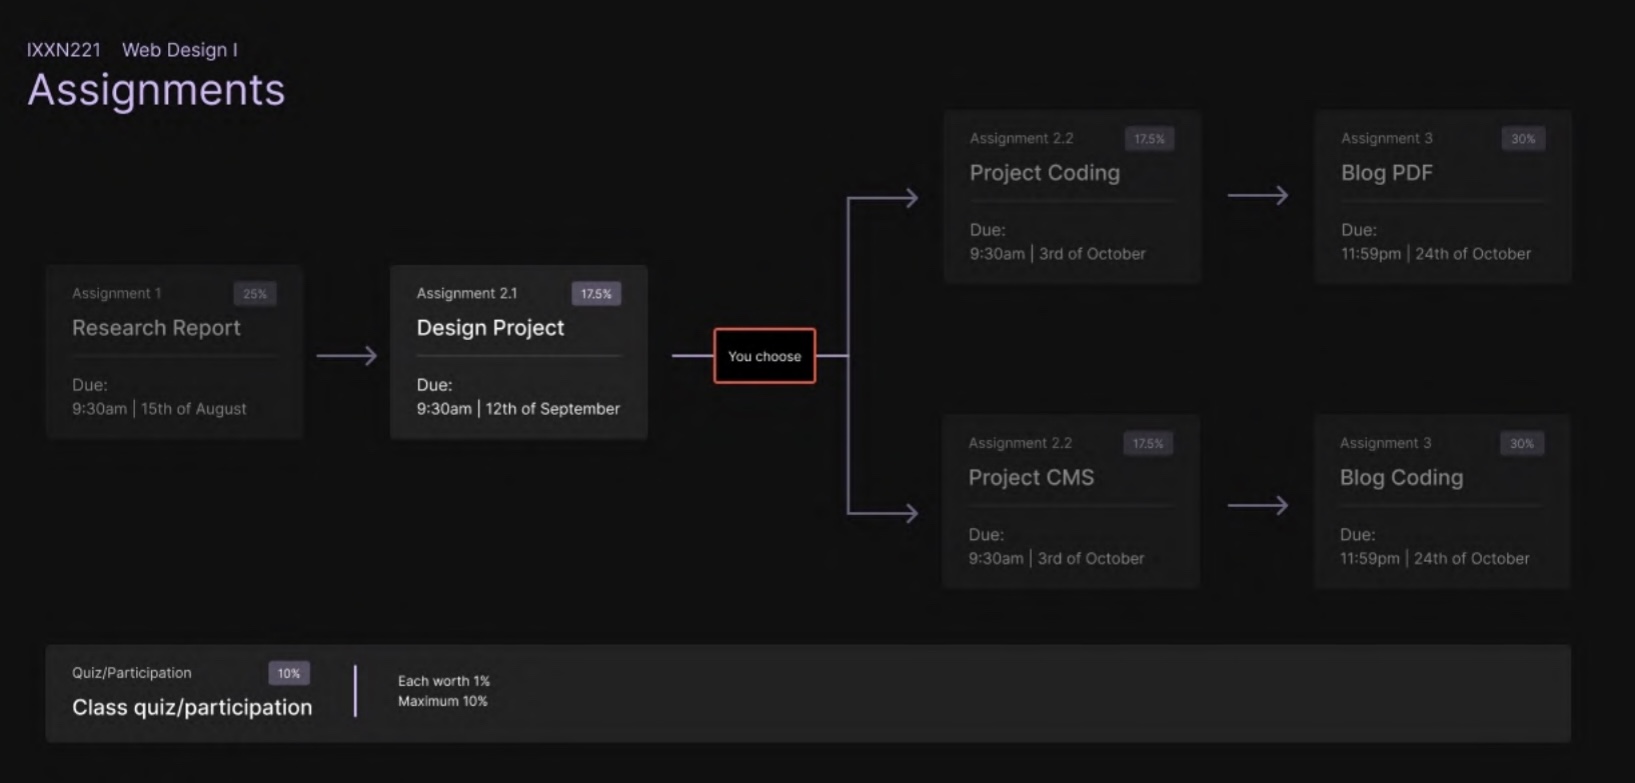 IXXN221 Web Design I
Assignments
Assignment 1 25%
Research Report
Due:
9:30am | 15th of August
Assignment 2.1 17.5%
Design Project
Due:
9:30am | 12th of September
You choose
Assignment 2.2 17.5%
Project Coding
Due:
9:30am | 3rd of October
Assignment 3 30%
Blog PDF
Due:
11:59pm | 24th of October
Assignment 2.2 17.5%
Project CMS
Due:
9:30am | 3rd of October
Assignment 3 30%
Blog Coding
Due:
11:59pm | 24th of October
Quiz/Participation 10%
Class quiz/participation
Each worth 1%
Maximum 10%